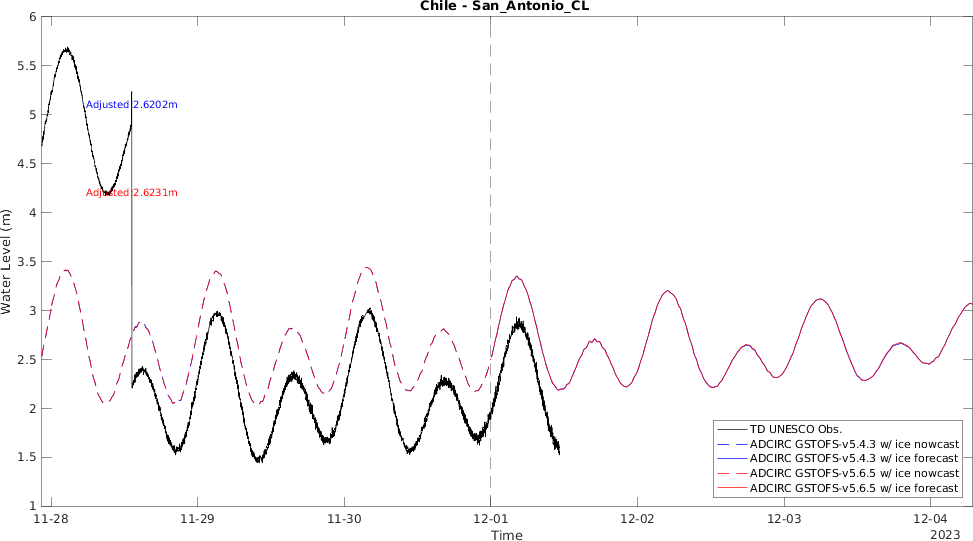 Chile - San_Antonio_CL
6
5.5
5
4.5
4
3.5
3
2.5
2
1.5
1
Water Level (m)
Adjusted 2.6202m
Adjusted 2.6231m
TD UNESCO Obs.
ADCIRC GSTOFS-v5.4.3 w/ ice nowcast
ADCIRC GSTOFS-v5.4.3 w/ ice forecast
ADCIRC GSTOFS-v5.6.5 w/ ice nowcast
ADCIRC GSTOFS-v5.6.5 w/ ice forecast
11-28 11-29 11-30 12-01 12-02 12-03 12-04
Time
2023